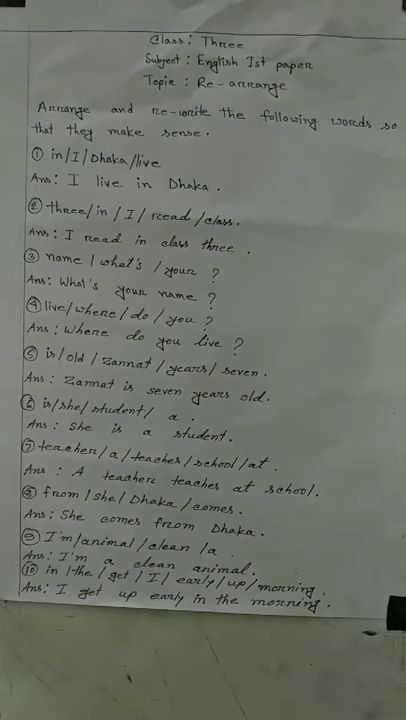 Class: Three
Subject: English Ist paper
Topic: Re-arrange
Arrange and re-write the following words so
that they make sense.
① in/I/Dhaka/live
Ans: I live in Dhaka.
② three/in/I/read/class.
Ans: I read in class three.
③ name/what's/your?
Ans: What's your name?
④ live/where/do/you?
Ans: Where do you live?
⑤ is/old/Zannat/years/seven.
Ans: Zannat is seven years old.
⑥ is/she/student/a.
Ans: She is a student.
⑦ teacher/a/teaches/school/at.
Ans: A teacher teaches at school.
⑧ from/she/Dhaka/comes.
Ans: She comes from Dhaka.
⑨ I'm/animal/clean/a.
Ans: I'm a clean animal.
⑩ in/the/get/I/early/up/morning.
Ans: I get up early in the morning.